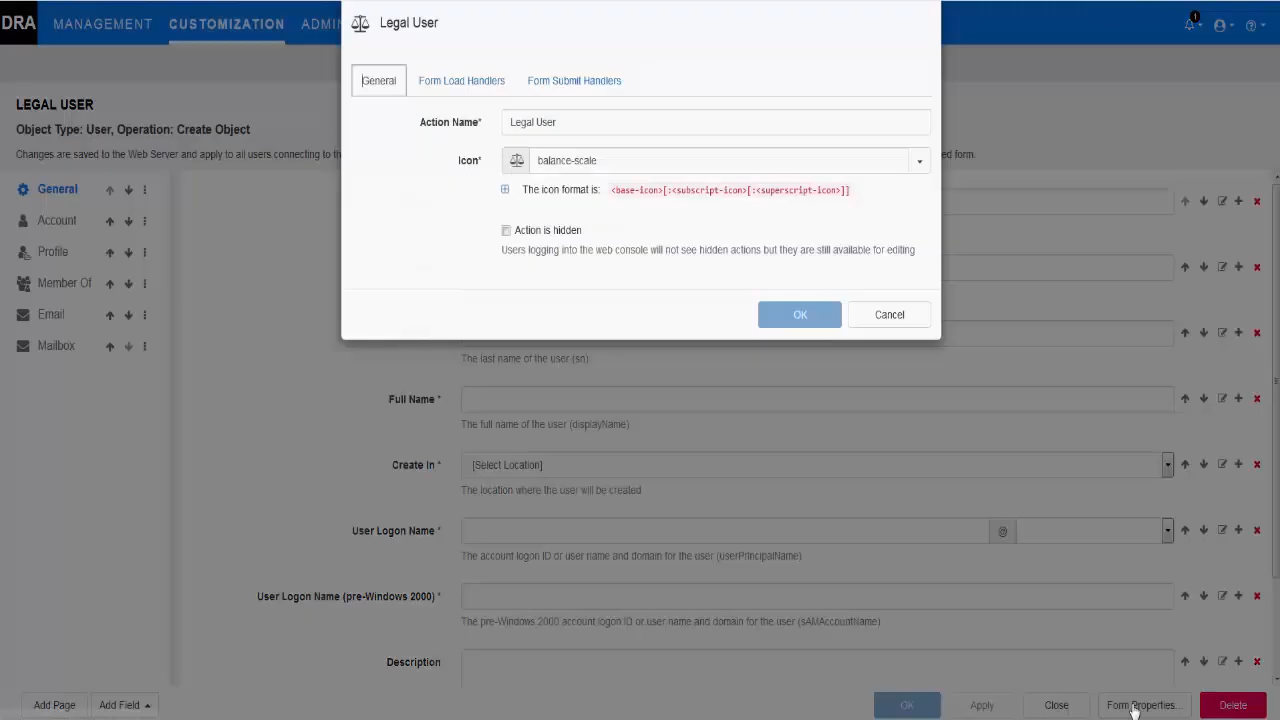 DRA MANAGEMENT CUSTOMIZATION ADMIN 1
Legal User
General Form Load Handlers Form Submit Handlers
Action Name* Legal User
Icon* balance-scale
The icon format is: <base-icon>[:<subscript-icon>[:<superscript-icon>]]
Action is hidden
Users logging into the web console will not see hidden actions but they are still available for editing
OK Cancel
LEGAL USER
Object Type: User, Operation: Create Object
Changes are saved to the Web Server and apply to all users connecting to th
ed form.
General
Account
Profile
Member Of
Email
Mailbox
The last name of the user (sn)
Full Name *
The full name of the user (displayName)
Create In * [Select Location]
The location where the user will be created
User Logon Name * @
The account logon ID or user name and domain for the user (userPrincipalName)
User Logon Name (pre-Windows 2000) *
The pre-Windows 2000 account logon ID or user name and domain for the user (sAMAccountName)
Description
Add Page Add Field OK Apply Close Form Properties... Delete